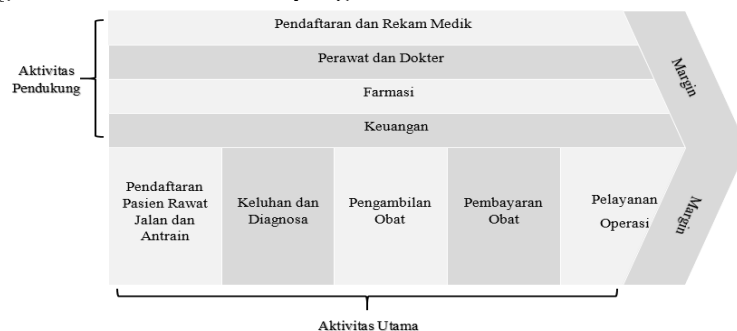 Pendaftaran dan Rekam Medik
Perawat dan Dokter
Farmasi
Keuangan
Aktivitas
Pendukung
Margin
Pendaftaran
Pasien Rawat
Jalan dan
Antrain
Keluhan dan
Diagnosa
Pengambilan
Obat
Pembayaran
Obat
Pelayanan
Operasi
Margin
Aktivitas Utama